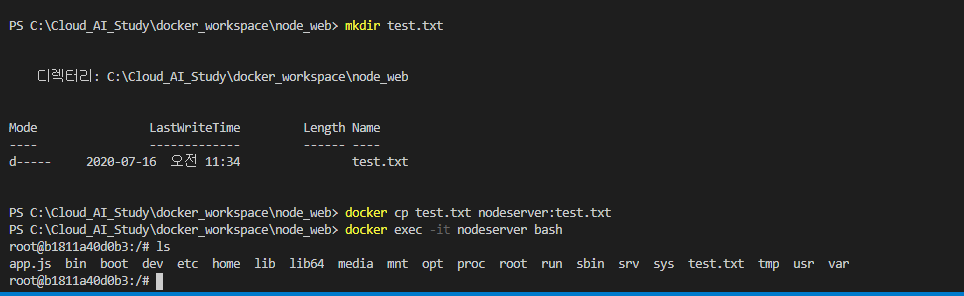 PS C:\Cloud_AI_Study\docker_workspace\node_web> mkdir test.txt
디렉터리: C:\Cloud_AI_Study\docker_workspace\node_web
Mode                 LastWriteTime         Length Name
----                 -------------         ------ ----
d-----     2020-07-16  오전 11:34                test.txt
PS C:\Cloud_AI_Study\docker_workspace\node_web> docker cp test.txt nodeserver:test.txt
PS C:\Cloud_AI_Study\docker_workspace\node_web> docker exec -it nodeserver bash
root@b1811a40d0b3:/# ls
app.js  bin  boot  dev  etc  home  lib  lib64  media  mnt  opt  proc  root  run  sbin  srv  sys  test.txt  tmp  usr  var
root@b1811a40d0b3:/#